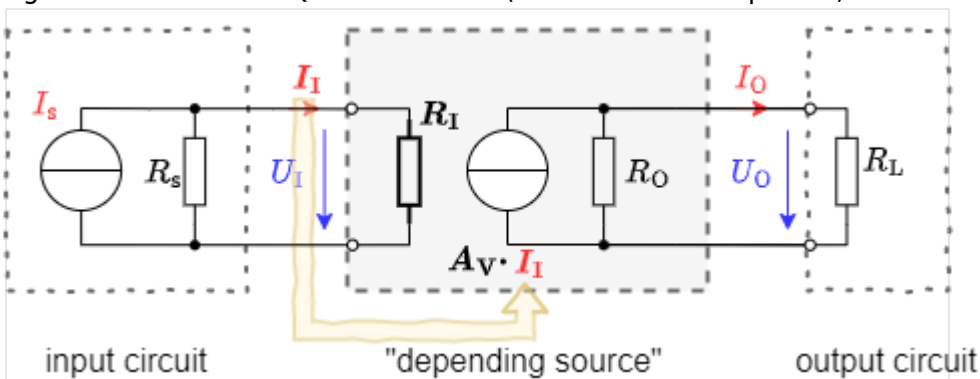 I_I I_O
I_s R_I
R_s U_I R_O U_O R_L
A_V · I_I
input circuit "depending source" output circuit